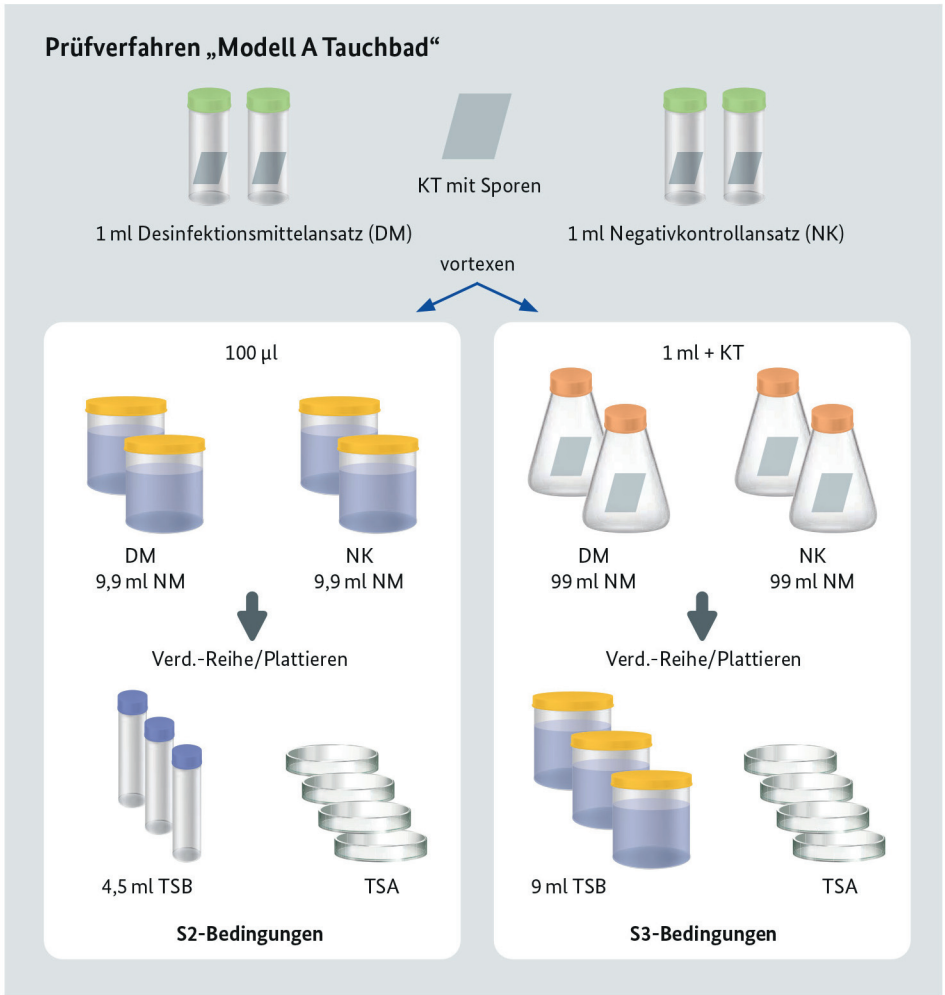 Prüfverfahren „Modell A Tauchbad“
KT mit Sporen
1 ml Desinfektionsmittelansatz (DM)
1 ml Negativkontrollansatz (NK)
vortexen
100 µl
DM
9,9 ml NM
NK
9,9 ml NM
Verd.-Reihe/Plattieren
4,5 ml TSB
TSA
S2-Bedingungen
1 ml + KT
DM
99 ml NM
NK
99 ml NM
Verd.-Reihe/Plattieren
9 ml TSB
TSA
S3-Bedingungen